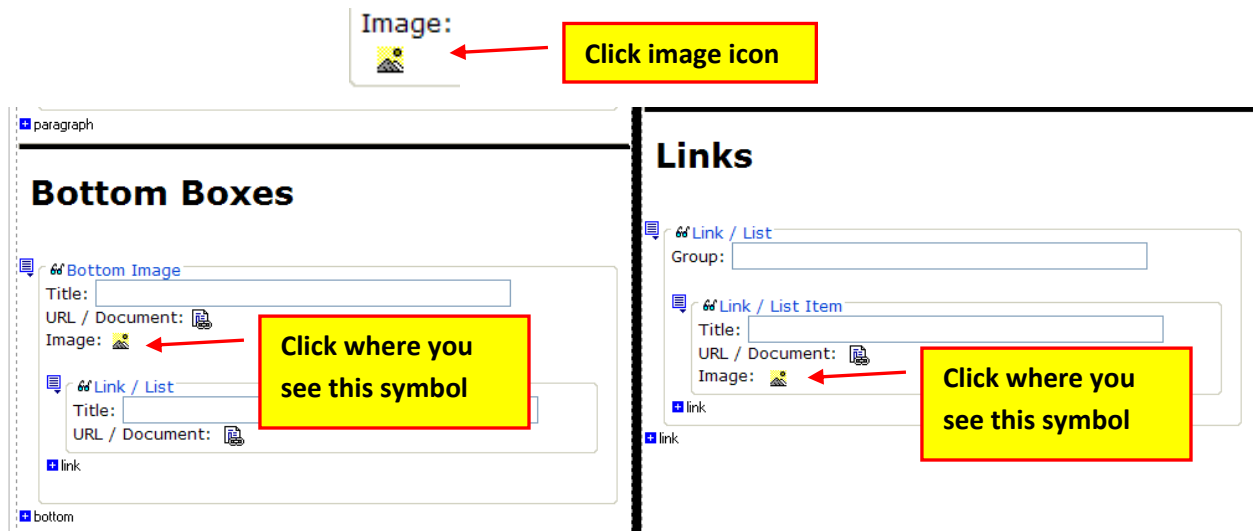 Image:
Click image icon
paragraph
Bottom Boxes
Bottom Image
Title:
URL / Document:
Image:
Click where you
see this symbol
Link / List
Title:
URL / Document:
link
bottom
Links
Link / List
Group:
Link / List Item
Title:
URL / Document:
Image:
Click where you
see this symbol
link
link